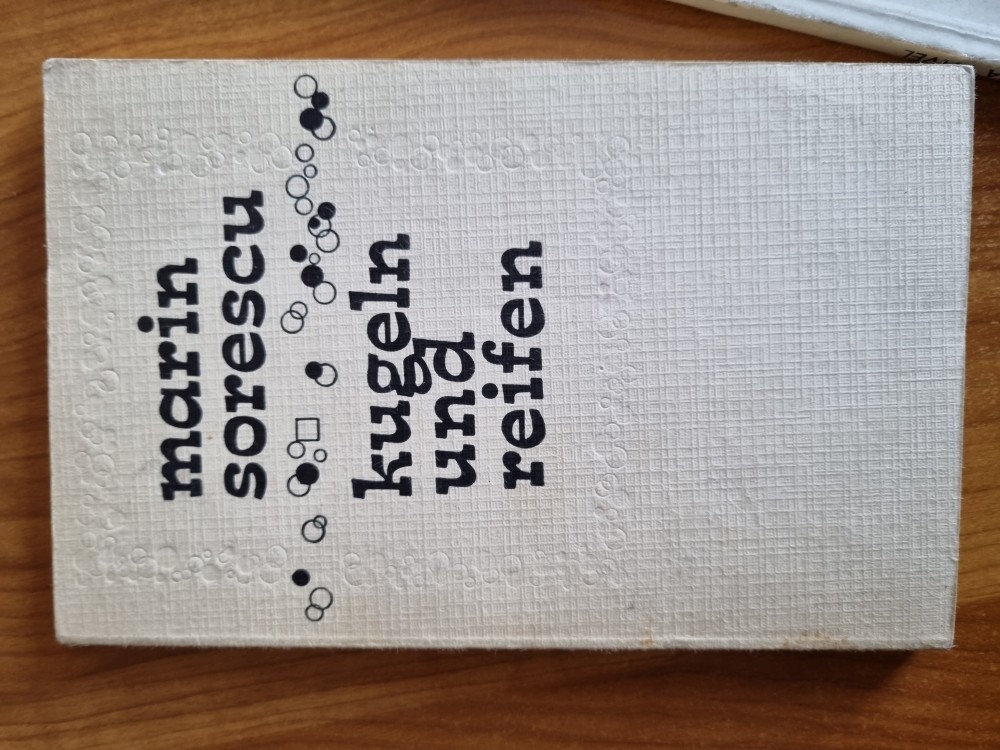 marin
sorescu
kugeln
und
reifen